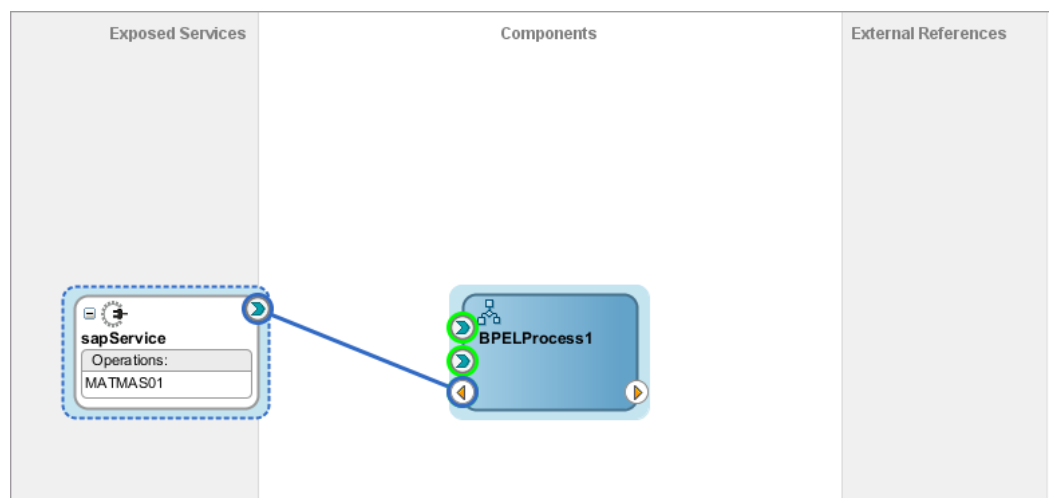 Exposed Services
Components
External References
sapService
Operations:
MATMAS01
BPELProcess1